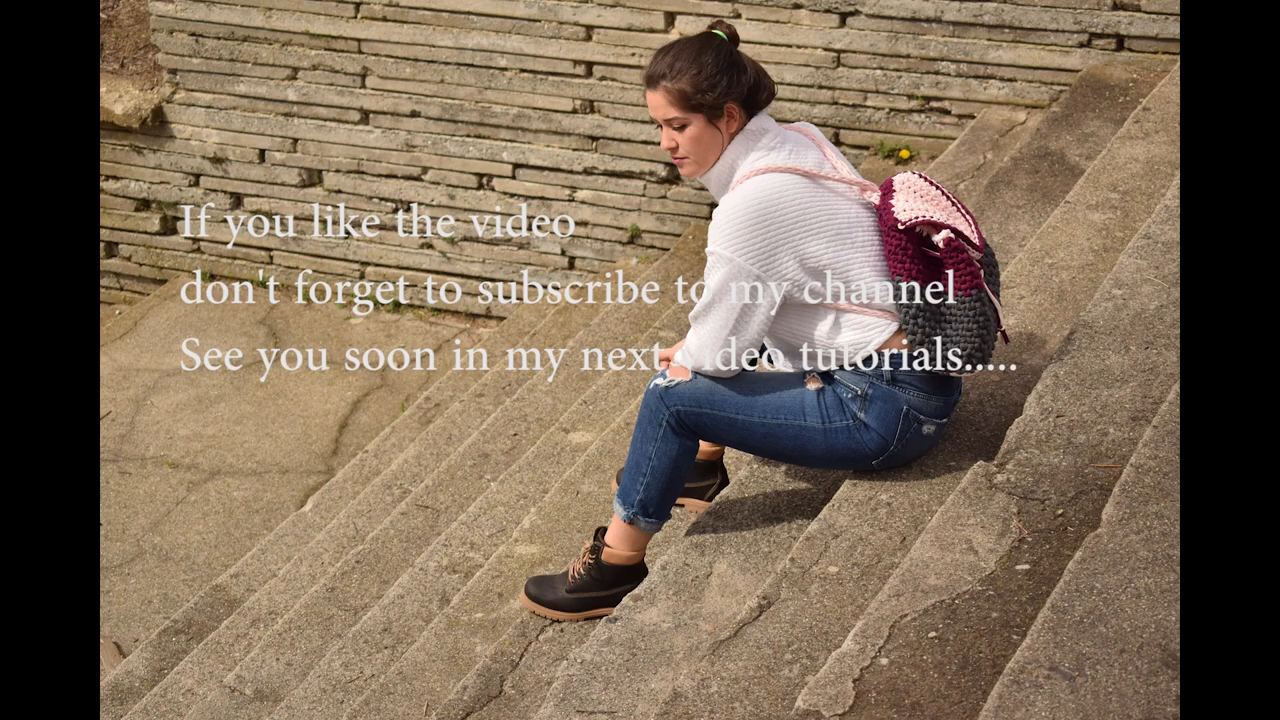 If you like the video
don't forget to subscribe to my channel
See you soon in my next video tutorials.....